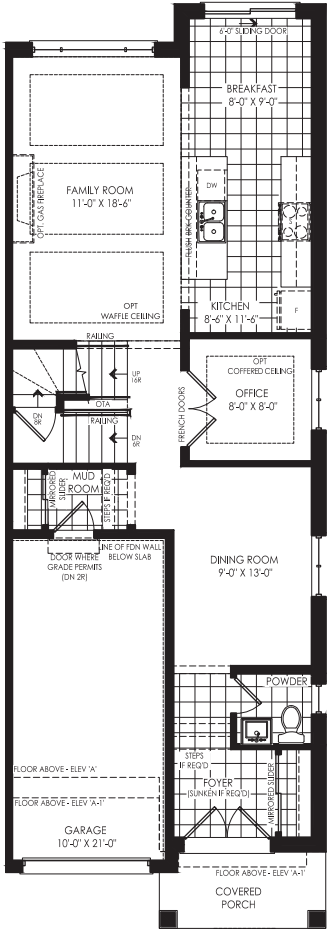 6'-0" SLIDING DOOR
BREAKFAST
8'-0" X 9'-0"
DW
FAMILY ROOM
11'-0" X 18'-6"
OPT. GAS FIREPLACE
FLUSH BKF COUNTER
S
OPT
WAFFLE CEILING
KITCHEN
8'-6" X 11'-6"
F
RAILING
UP
16R
OPT
COFFERED CEILING
OFFICE
8'-0" X 8'-0"
FRENCH DOORS
OTA
RAILING
DN
8R
DN
6R
MUD
ROOM
MIRRORED
SLIDER
STEPS IF REQ'D
LINE OF FDN WALL
BELOW SLAB
DOOR WHERE
GRADE PERMITS
(DN 2R)
DINING ROOM
9'-0" X 13'-0"
POWDER
STEPS
IF REQ'D
FOYER
(SUNKEN IF REQ'D)
MIRRORED SLIDER
FLOOR ABOVE - ELEV 'A'
FLOOR ABOVE - ELEV 'A-1'
GARAGE
10'-0" X 21'-0"
FLOOR ABOVE - ELEV 'A-1'
COVERED
PORCH